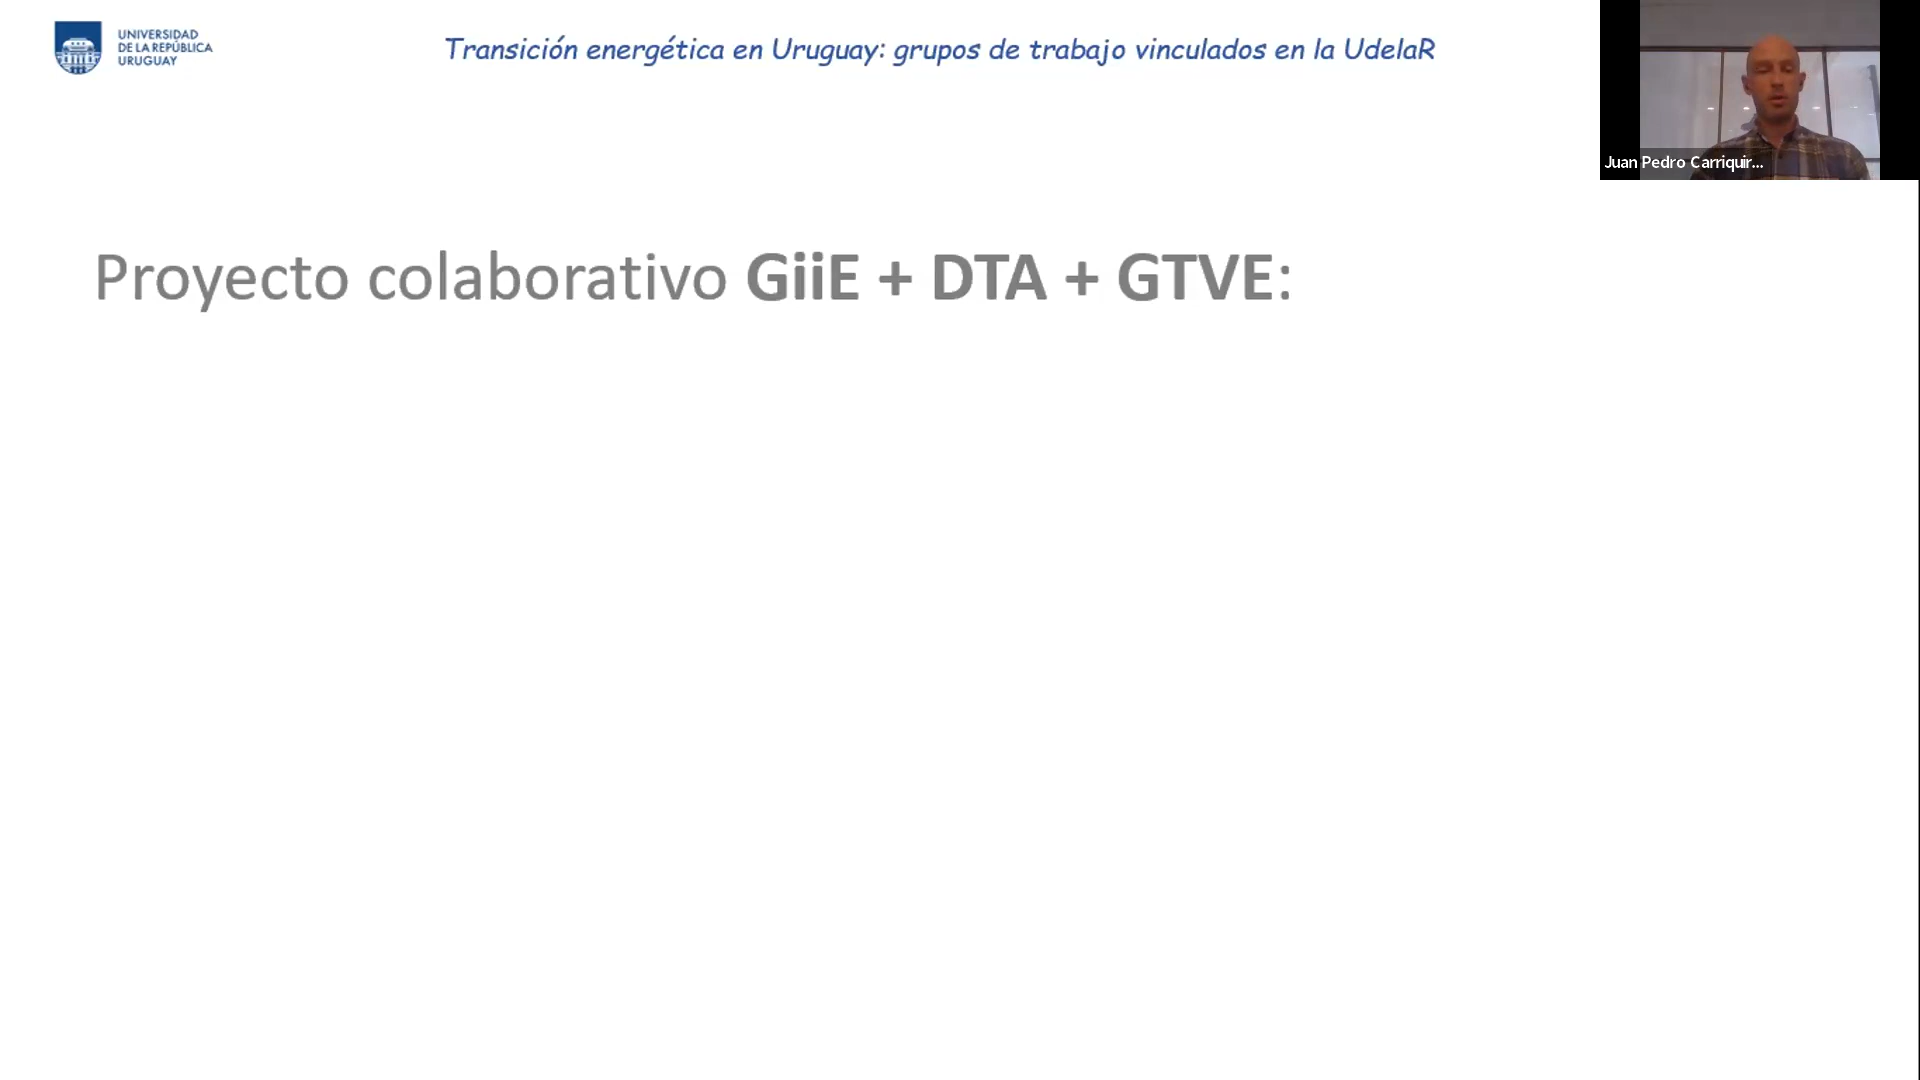 UNIVERSIDAD
DE LA REPÚBLICA
URUGUAY
Transición energética en Uruguay: grupos de trabajo vinculados en la UdelaR
Juan Pedro Carriquir...
Proyecto colaborativo GiiE + DTA + GTVE: